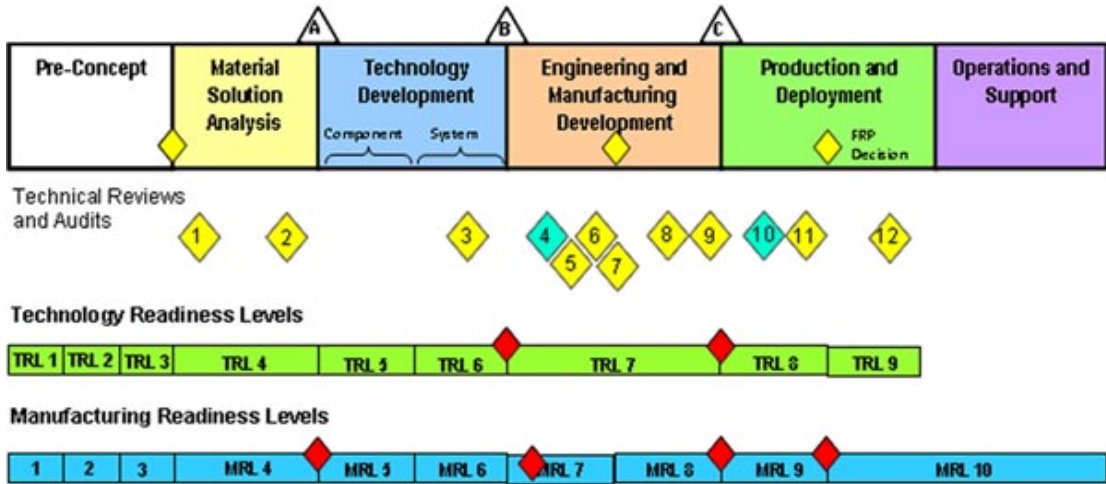 A
B
C
Pre-Concept
Material
Solution
Analysis
Technology
Development
Component
System
Engineering and
Manufacturing
Development
Production and
Deployment
FRP
Decision
Operations and
Support
Technical Reviews
and Audits
1
2
3
4
5
6
7
8
9
10
11
12
Technology Readiness Levels
TRL 1
TRL 2
TRL 3
TRL 4
TRL 5
TRL 6
TRL 7
TRL 8
TRL 9
Manufacturing Readiness Levels
1
2
3
MRL 4
MRL 5
MRL 6
MRL 7
MRL 8
MRL 9
MRL 10